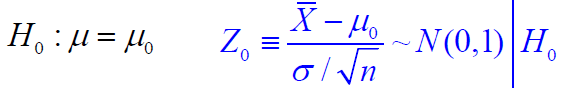 H₀ : μ = μ₀ Z₀ ≡ (X̄ − μ₀) / (σ / √n) ~ N(0,1) | H₀